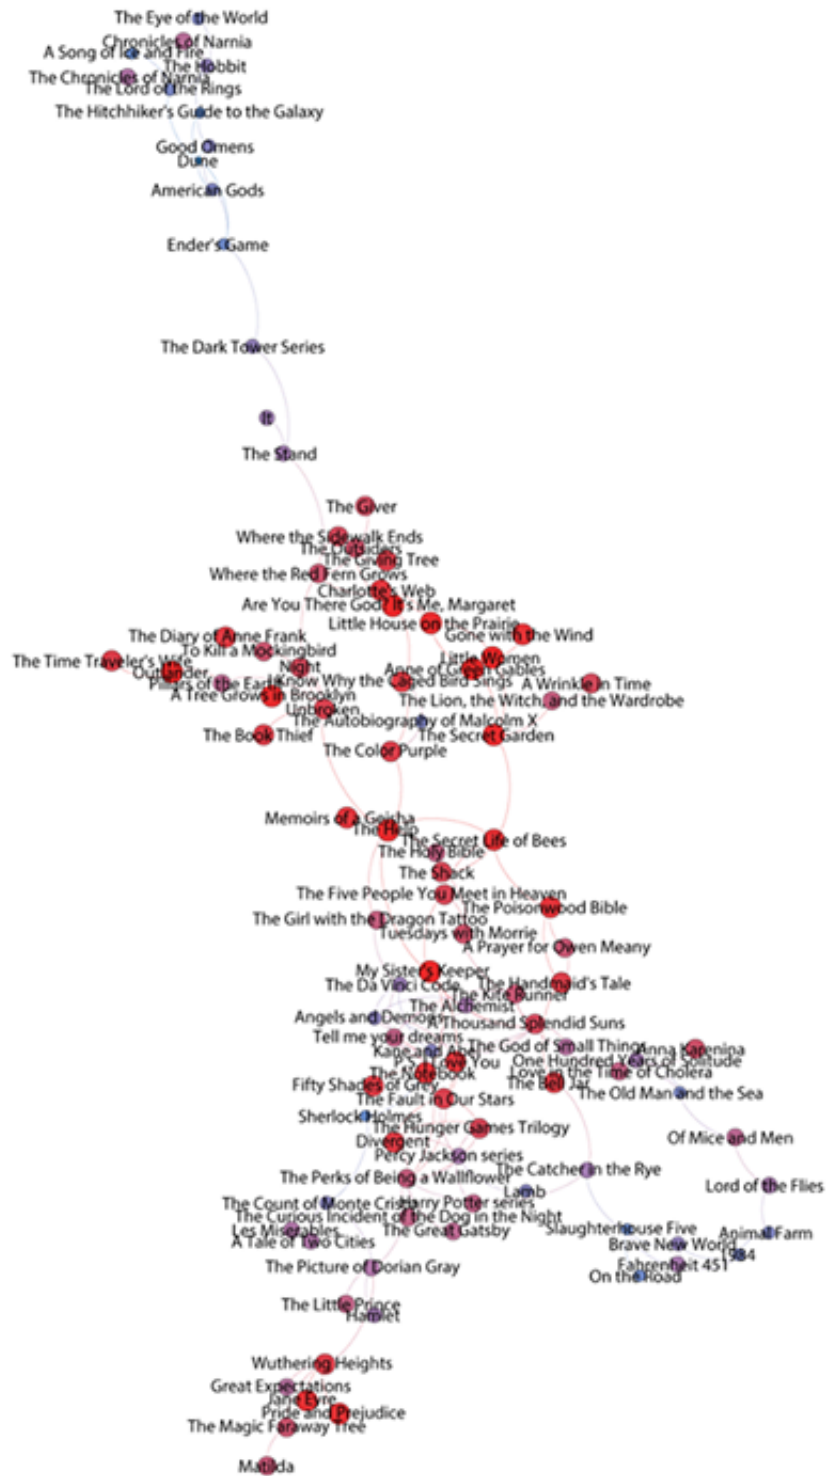 The Eye of the World
Chronicles of Narnia
A Song of Ice and Fire
The Hobbit
The Chronicles of Narnia
The Lord of the Rings
The Hitchhiker's Guide to the Galaxy
Good Omens
Dune
American Gods
Ender's Game
The Dark Tower Series
It
The Stand
The Giver
Where the Sidewalk Ends
The Outsiders
The Giving Tree
Where the Red Fern Grows
Charlotte's Web
Are You There God? It's Me, Margaret
Little House on the Prairie
Gone with the Wind
The Diary of Anne Frank
To Kill a Mockingbird
Little Women
The Time Traveler's Wife
Night
Anne of Green Gables
Outlander
Pillars of the Earth
I Know Why the Caged Bird Sings
A Wrinkle in Time
A Tree Grows in Brooklyn
The Lion, the Witch, and the Wardrobe
Unbroken
The Autobiography of Malcolm X
The Book Thief
The Secret Garden
The Color Purple
Memoirs of a Geisha
The Help
The Secret Life of Bees
The Holy Bible
The Shack
The Five People You Meet in Heaven
The Poisonwood Bible
The Girl with the Dragon Tattoo
Tuesdays with Morrie
A Prayer for Owen Meany
My Sister's Keeper
The Da Vinci Code
The Handmaid's Tale
The Kite Runner
The Alchemist
Angels and Demons
A Thousand Splendid Suns
Tell me your dreams
The God of Small Things
Anna Karenina
Kane and Abel
P.S. I Love You
One Hundred Years of Solitude
The Notebook
Love in the Time of Cholera
Fifty Shades of Grey
The Bell Jar
The Old Man and the Sea
The Fault in Our Stars
Sherlock Holmes
The Hunger Games Trilogy
Divergent
Of Mice and Men
Percy Jackson series
The Catcher in the Rye
The Perks of Being a Wallflower
Lord of the Flies
Lamb
The Count of Monte Cristo
Harry Potter series
The Curious Incident of the Dog in the Night
Les Miserables
The Great Gatsby
Slaughterhouse Five
Animal Farm
A Tale of Two Cities
Brave New World
1984
The Picture of Dorian Gray
Fahrenheit 451
On the Road
The Little Prince
Hamlet
Wuthering Heights
Great Expectations
Jane Eyre
Pride and Prejudice
The Magic Faraway Tree
Matilda